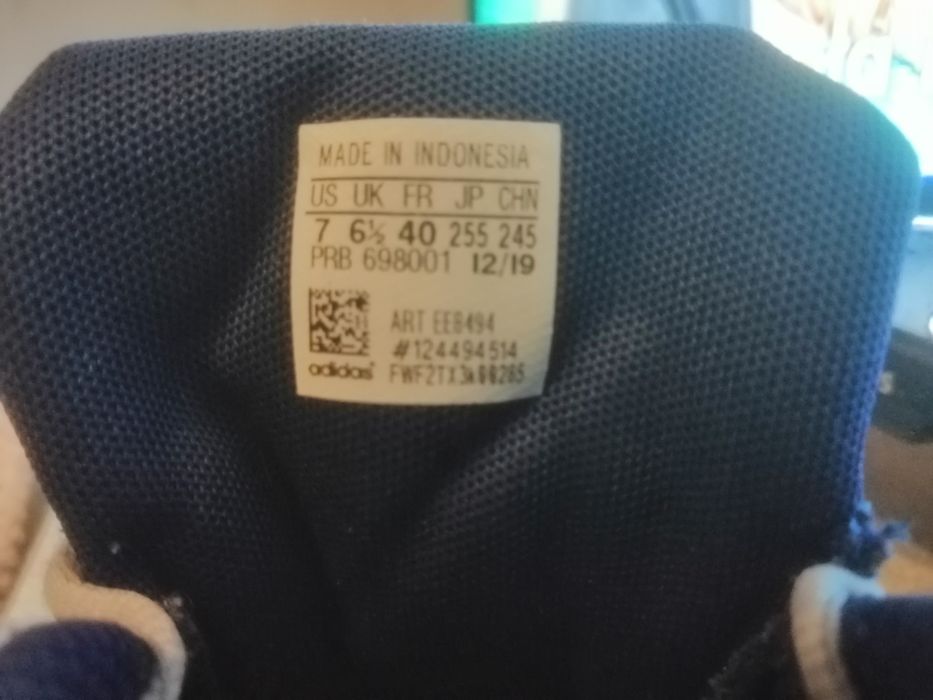 MADE IN INDONESIA
US UK FR JP CHN
7 6½ 40 255 245
PRB 698001 12/19
ART EE8494
#124494514
adidas